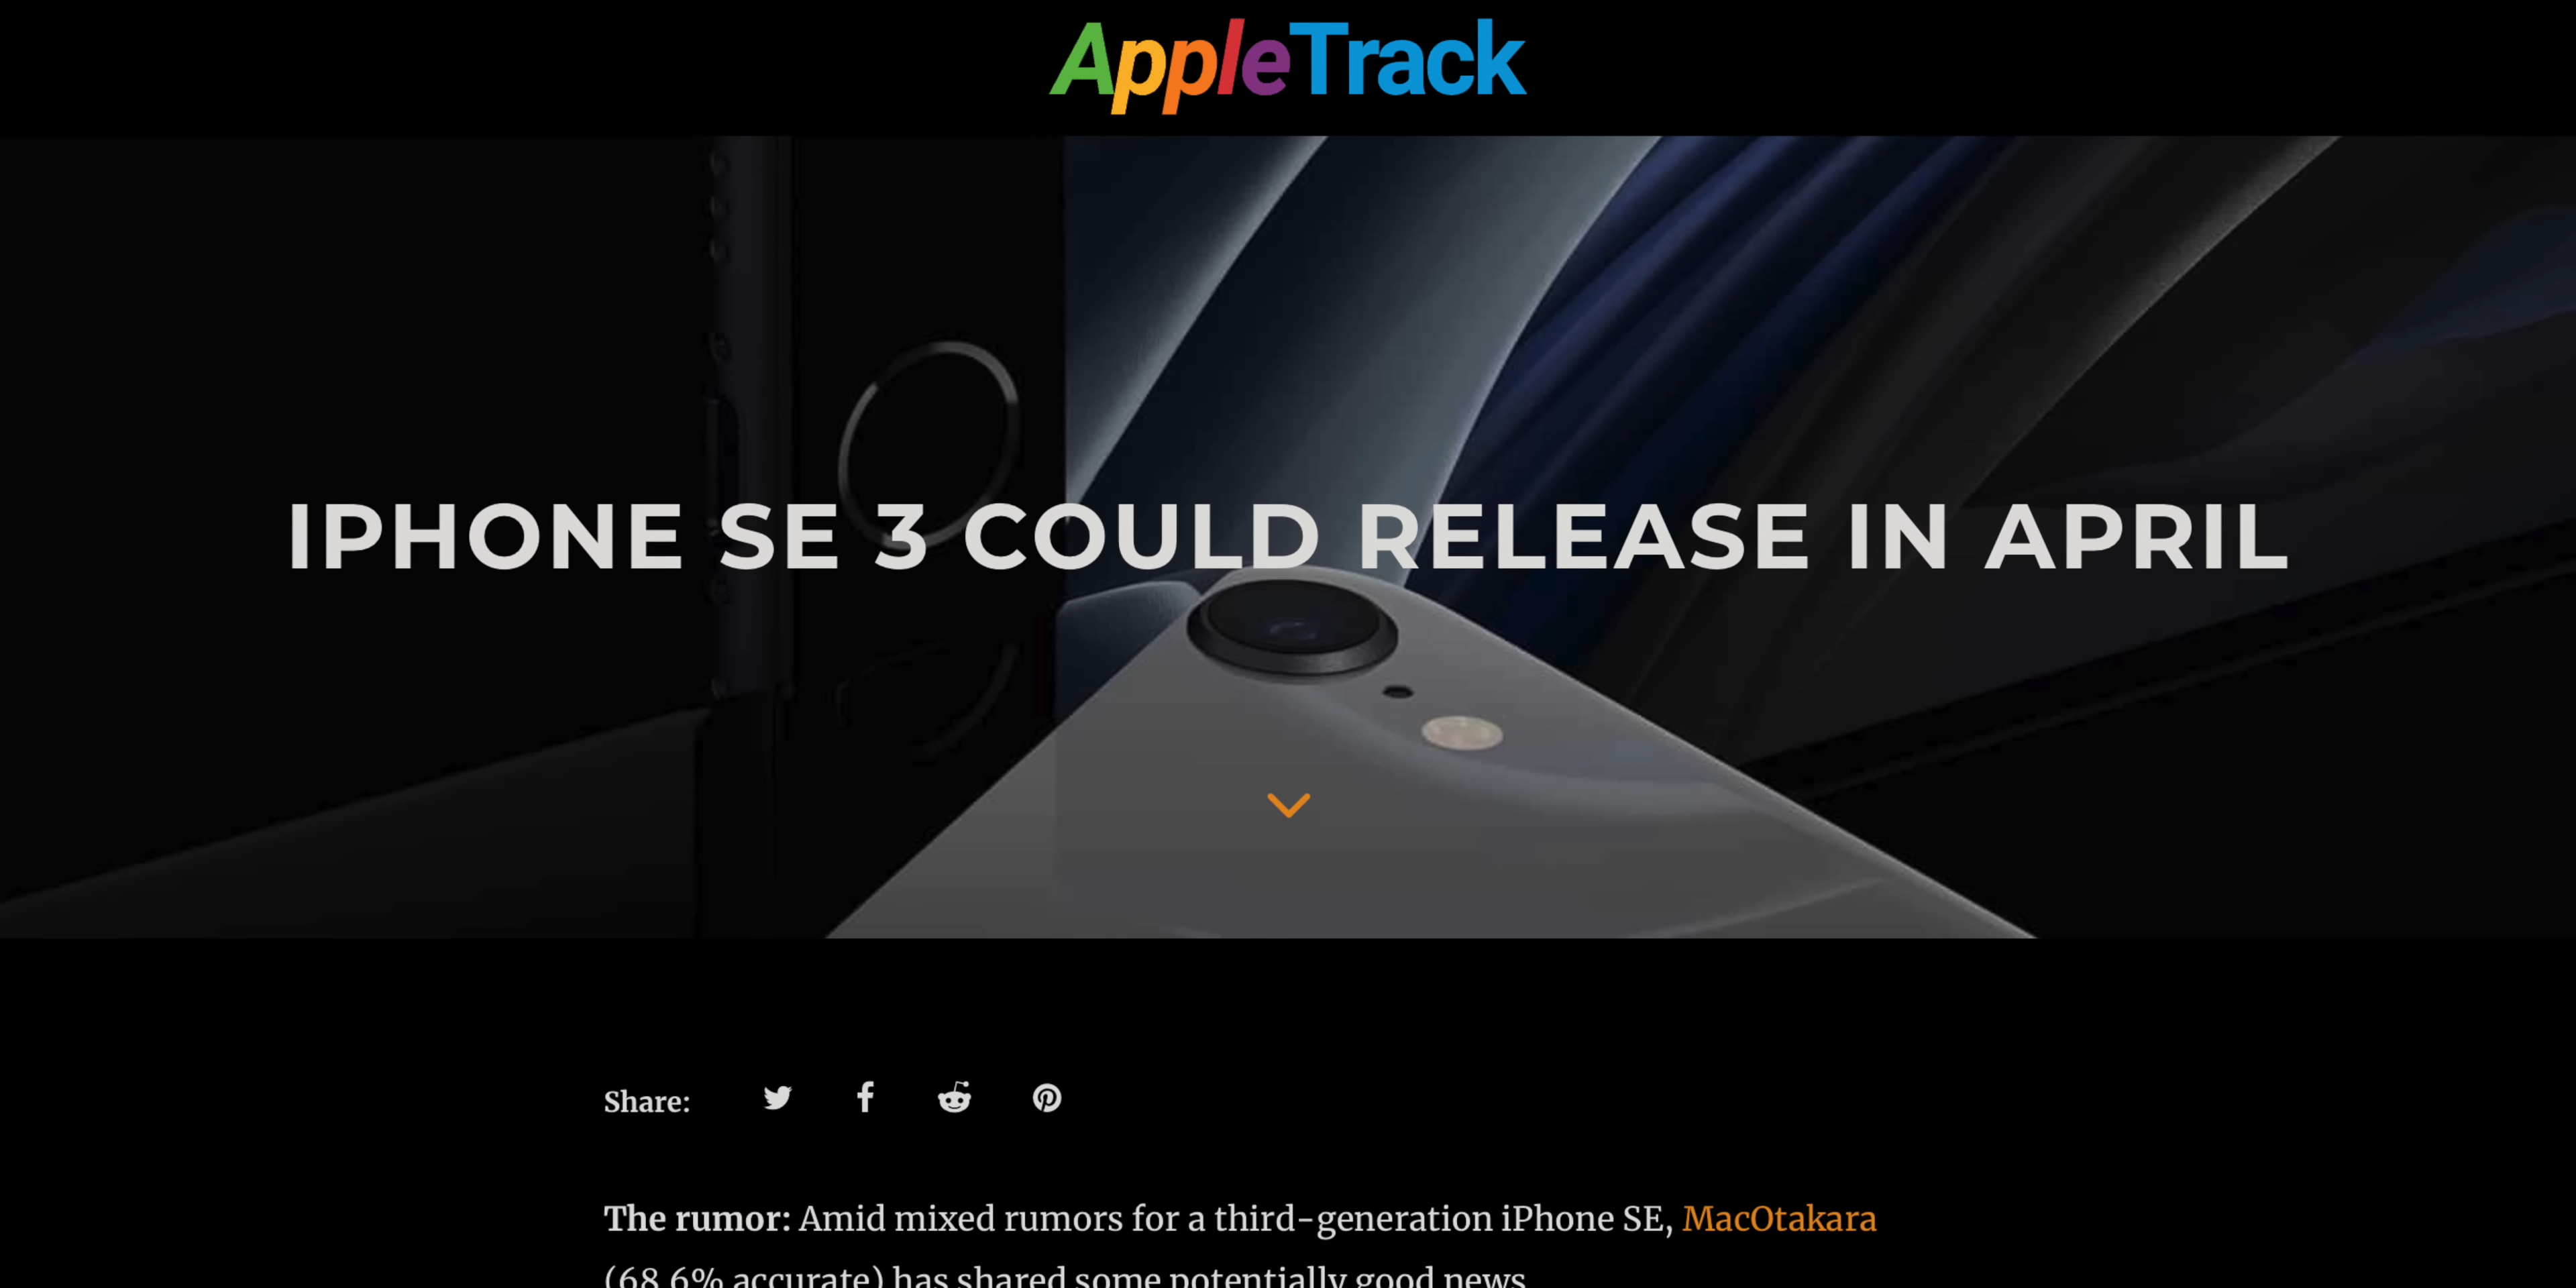 AppleTrack
IPHONE SE 3 COULD RELEASE IN APRIL
Share:
The rumor: Amid mixed rumors for a third-generation iPhone SE, MacOtakara
(68.6% accurate) has shared some potentially good news